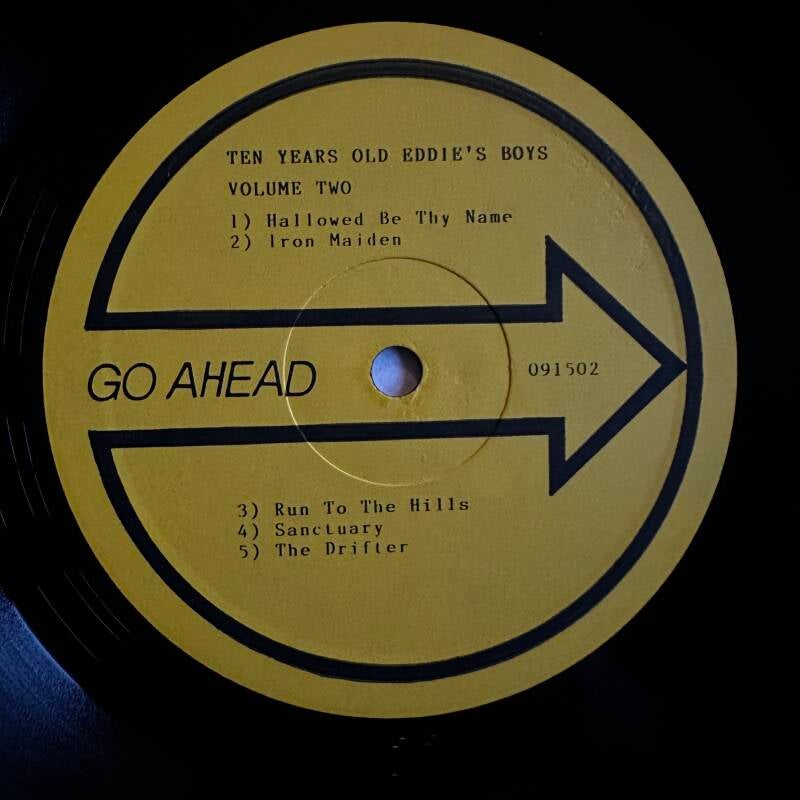 TEN YEARS OLD EDDIE'S BOYS
VOLUME TWO
1) Hallowed Be Thy Name
2) Iron Maiden
GO AHEAD
091502
3) Run To The Hills
4) Sanctuary
5) The Drifter